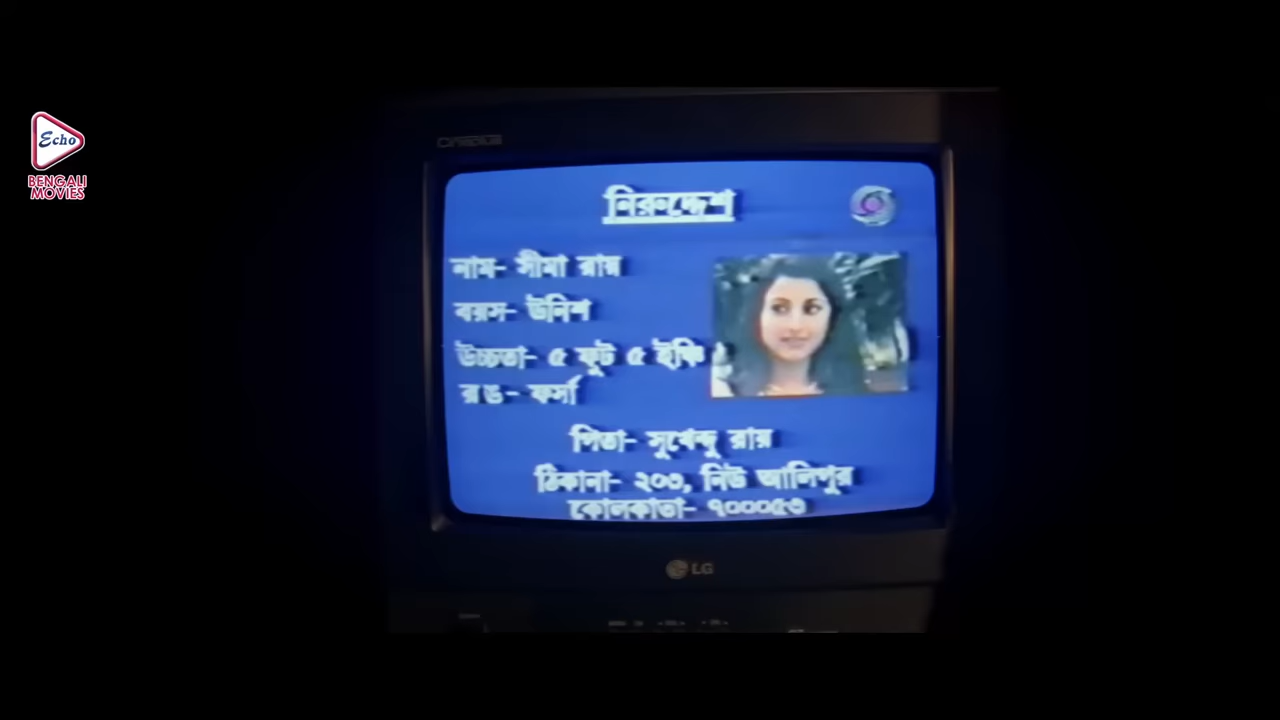 Echo
BENGALI
MOVIES
নিরুদ্দেশ
নাম- সীমা রায়
বয়স- উনিশ
উচ্চতা- ৫ ফুট ৫ ইঞ্চি
রঙ- ফর্সা
পিতা- সুখেন্দু রায়
ঠিকানা- ২০৩, নিউ আলিপুর
কোলকাতা- ৭০০০৫৩
LG